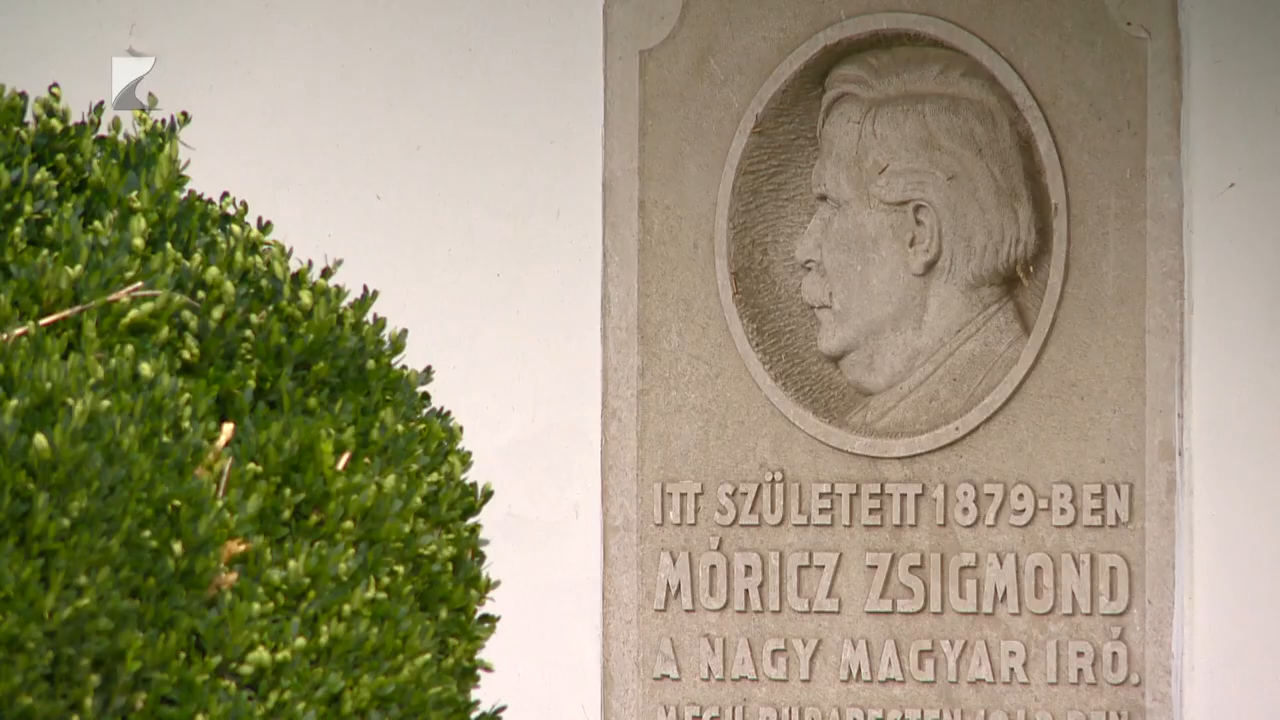 ITT SZÜLETETT 1879-BEN
MÓRICZ ZSIGMOND
A NAGY MAGYAR IRÓ.